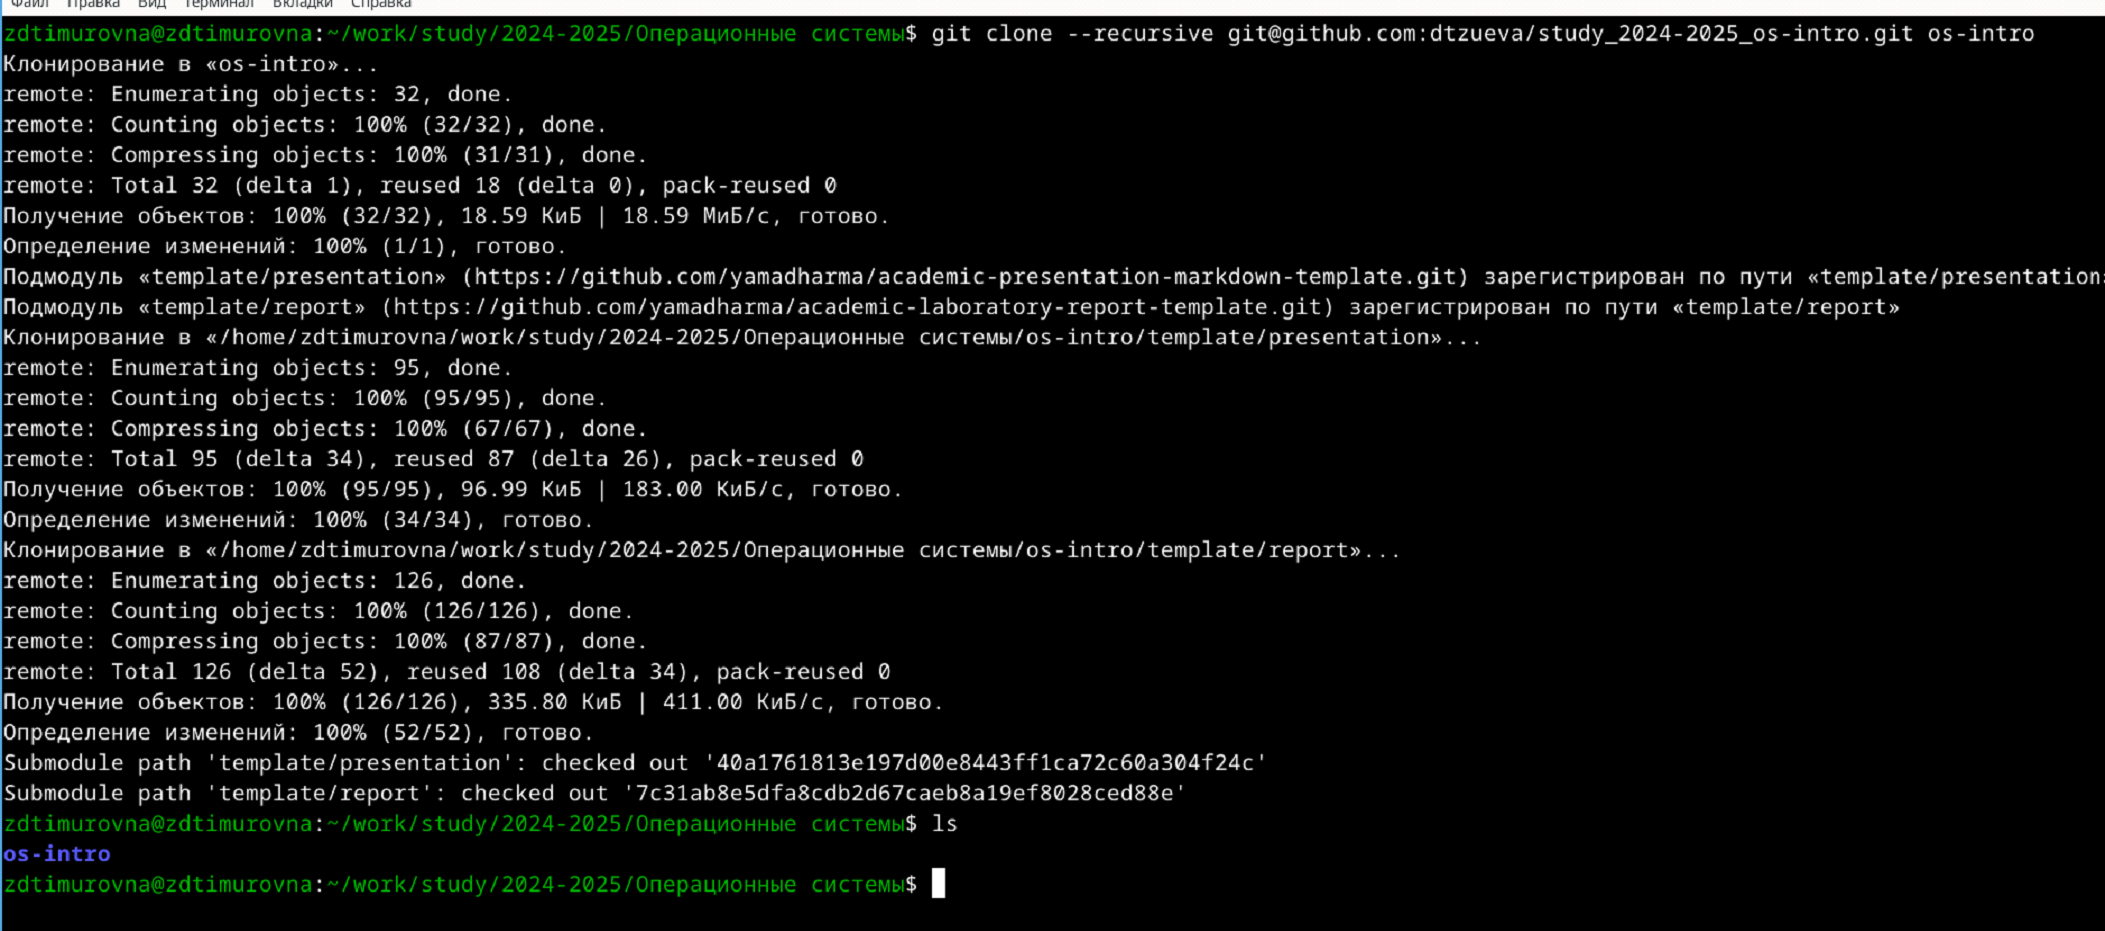 Файл Правка Вид Терминал Вкладки Справка
zdtimurovna@zdtimurovna:~/work/study/2024-2025/Операционные системы$ git clone --recursive git@github.com:dtzueva/study_2024-2025_os-intro.git os-intro
Клонирование в «os-intro»...
remote: Enumerating objects: 32, done.
remote: Counting objects: 100% (32/32), done.
remote: Compressing objects: 100% (31/31), done.
remote: Total 32 (delta 1), reused 18 (delta 0), pack-reused 0
Получение объектов: 100% (32/32), 18.59 КиБ | 18.59 МиБ/с, готово.
Определение изменений: 100% (1/1), готово.
Подмодуль «template/presentation» (https://github.com/yamadharma/academic-presentation-markdown-template.git) зарегистрирован по пути «template/presentation»
Подмодуль «template/report» (https://github.com/yamadharma/academic-laboratory-report-template.git) зарегистрирован по пути «template/report»
Клонирование в «/home/zdtimurovna/work/study/2024-2025/Операционные системы/os-intro/template/presentation»...
remote: Enumerating objects: 95, done.
remote: Counting objects: 100% (95/95), done.
remote: Compressing objects: 100% (67/67), done.
remote: Total 95 (delta 34), reused 87 (delta 26), pack-reused 0
Получение объектов: 100% (95/95), 96.99 КиБ | 183.00 КиБ/с, готово.
Определение изменений: 100% (34/34), готово.
Клонирование в «/home/zdtimurovna/work/study/2024-2025/Операционные системы/os-intro/template/report»...
remote: Enumerating objects: 126, done.
remote: Counting objects: 100% (126/126), done.
remote: Compressing objects: 100% (87/87), done.
remote: Total 126 (delta 52), reused 108 (delta 34), pack-reused 0
Получение объектов: 100% (126/126), 335.80 КиБ | 411.00 КиБ/с, готово.
Определение изменений: 100% (52/52), готово.
Submodule path 'template/presentation': checked out '40a1761813e197d00e8443ff1ca72c60a304f24c'
Submodule path 'template/report': checked out '7c31ab8e5dfa8cdb2d67caeb8a19ef8028ced88e'
zdtimurovna@zdtimurovna:~/work/study/2024-2025/Операционные системы$ ls
os-intro
zdtimurovna@zdtimurovna:~/work/study/2024-2025/Операционные системы$